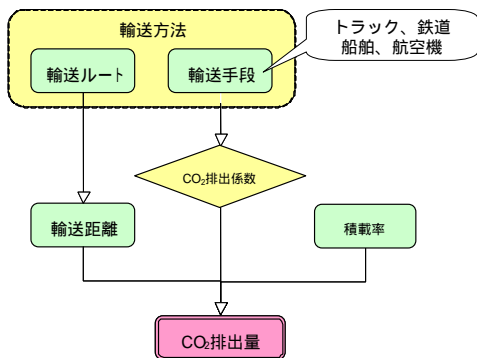 輸送方法
トラック、鉄道
船舶、航空機
輸送ルート
輸送手段
CO₂排出係数
輸送距離
積載率
CO₂排出量